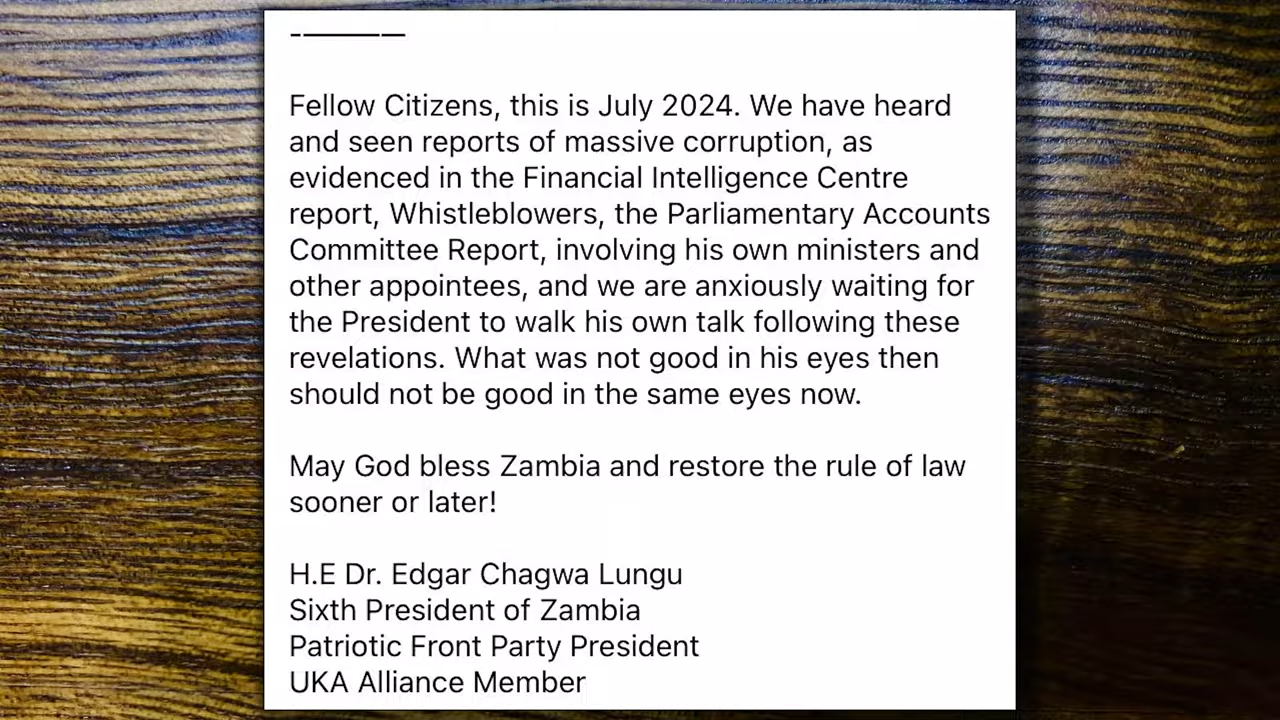 -————
Fellow Citizens, this is July 2024. We have heard
and seen reports of massive corruption, as
evidenced in the Financial Intelligence Centre
report, Whistleblowers, the Parliamentary Accounts
Committee Report, involving his own ministers and
other appointees, and we are anxiously waiting for
the President to walk his own talk following these
revelations. What was not good in his eyes then
should not be good in the same eyes now.
May God bless Zambia and restore the rule of law
sooner or later!
H.E Dr. Edgar Chagwa Lungu
Sixth President of Zambia
Patriotic Front Party President
UKA Alliance Member